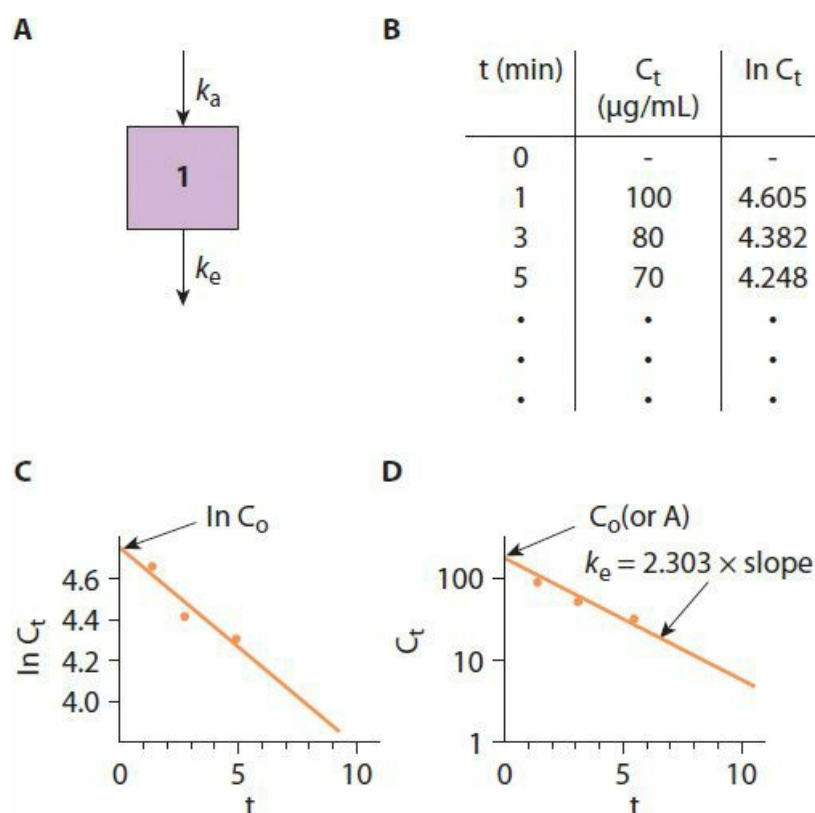 A
kₐ
1
kₑ
B
t (min) Cₜ ln Cₜ
(μg/mL)
0 - -
1 100 4.605
3 80 4.382
5 70 4.248
C
ln Cₒ
4.6
4.4
4.2
4.0
ln Cₜ
0 5 10
t
D
Cₒ(or A)
kₑ = 2.303 × slope
100
10
1
Cₜ
0 5 10
t